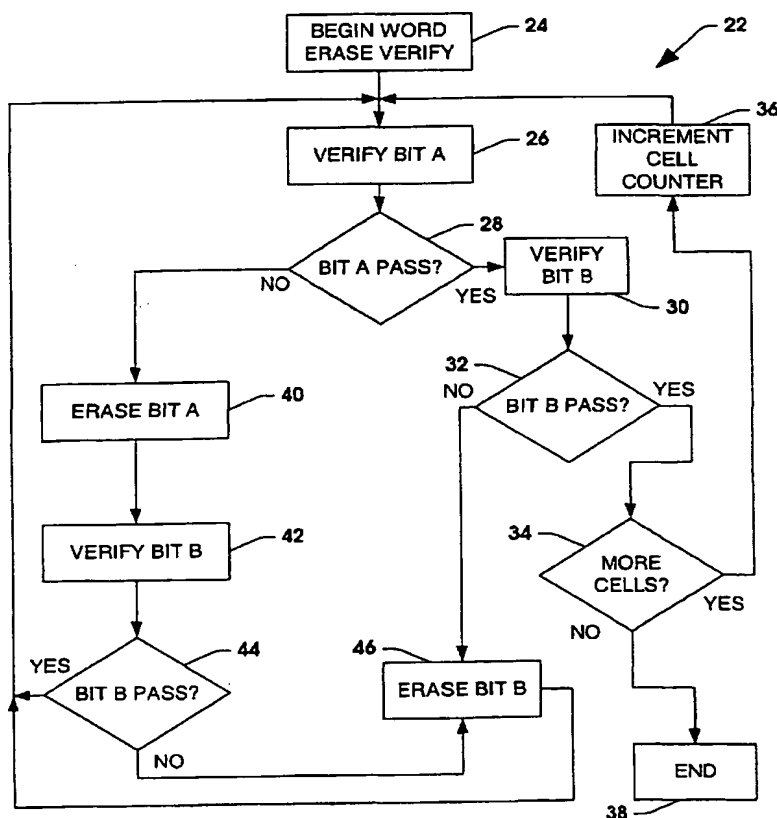 BEGIN WORD
ERASE VERIFY
24
22
VERIFY BIT A
26
INCREMENT
CELL
COUNTER
36
BIT A PASS?
28
NO
YES
VERIFY
BIT B
30
ERASE BIT A
40
32
NO
YES
BIT B PASS?
VERIFY BIT B
42
34
MORE
CELLS?
YES
NO
YES
44
BIT B PASS?
NO
46
ERASE BIT B
END
38